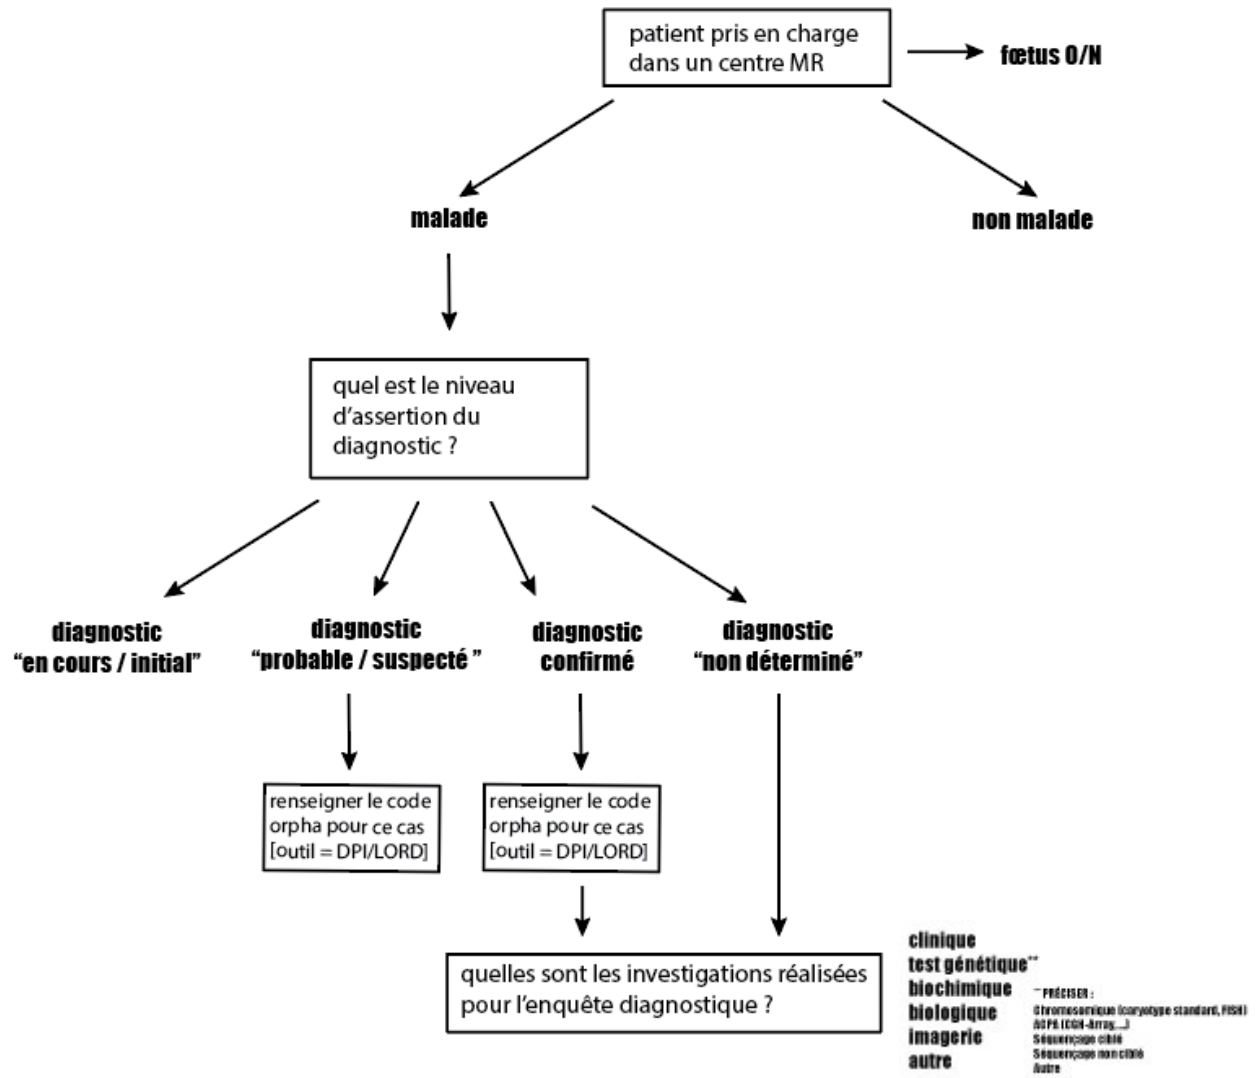 patient pris en charge
dans un centre MR
fœtus O/N
malade
non malade
quel est le niveau
d’assertion du
diagnostic ?
diagnostic
“en cours / initial”
diagnostic
“probable / suspecté ”
diagnostic
confirmé
diagnostic
“non déterminé”
renseigner le code
orpha pour ce cas
[outil = DPI/LORD]
renseigner le code
orpha pour ce cas
[outil = DPI/LORD]
quelles sont les investigations réalisées
pour l’enquête diagnostique ?
clinique
test génétique**
biochimique
biologique
imagerie
autre
**PRÉCISER :
Chromosomique (caryotype standard, FISH)
ACPA (CGH-Array,...)
Séquençage ciblé
Séquençage non ciblé
Autre